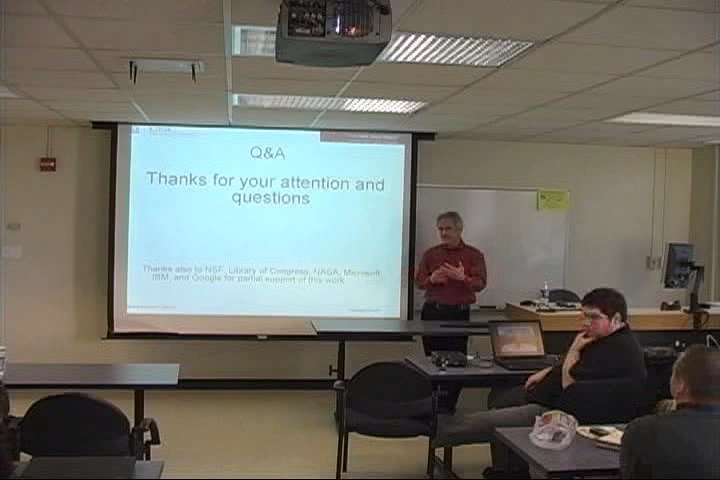 Q&A
Thanks for your attention and
questions
Thanks also to NSF, Library of Congress, NASA, Microsoft,
IBM, and Google for partial support of this work